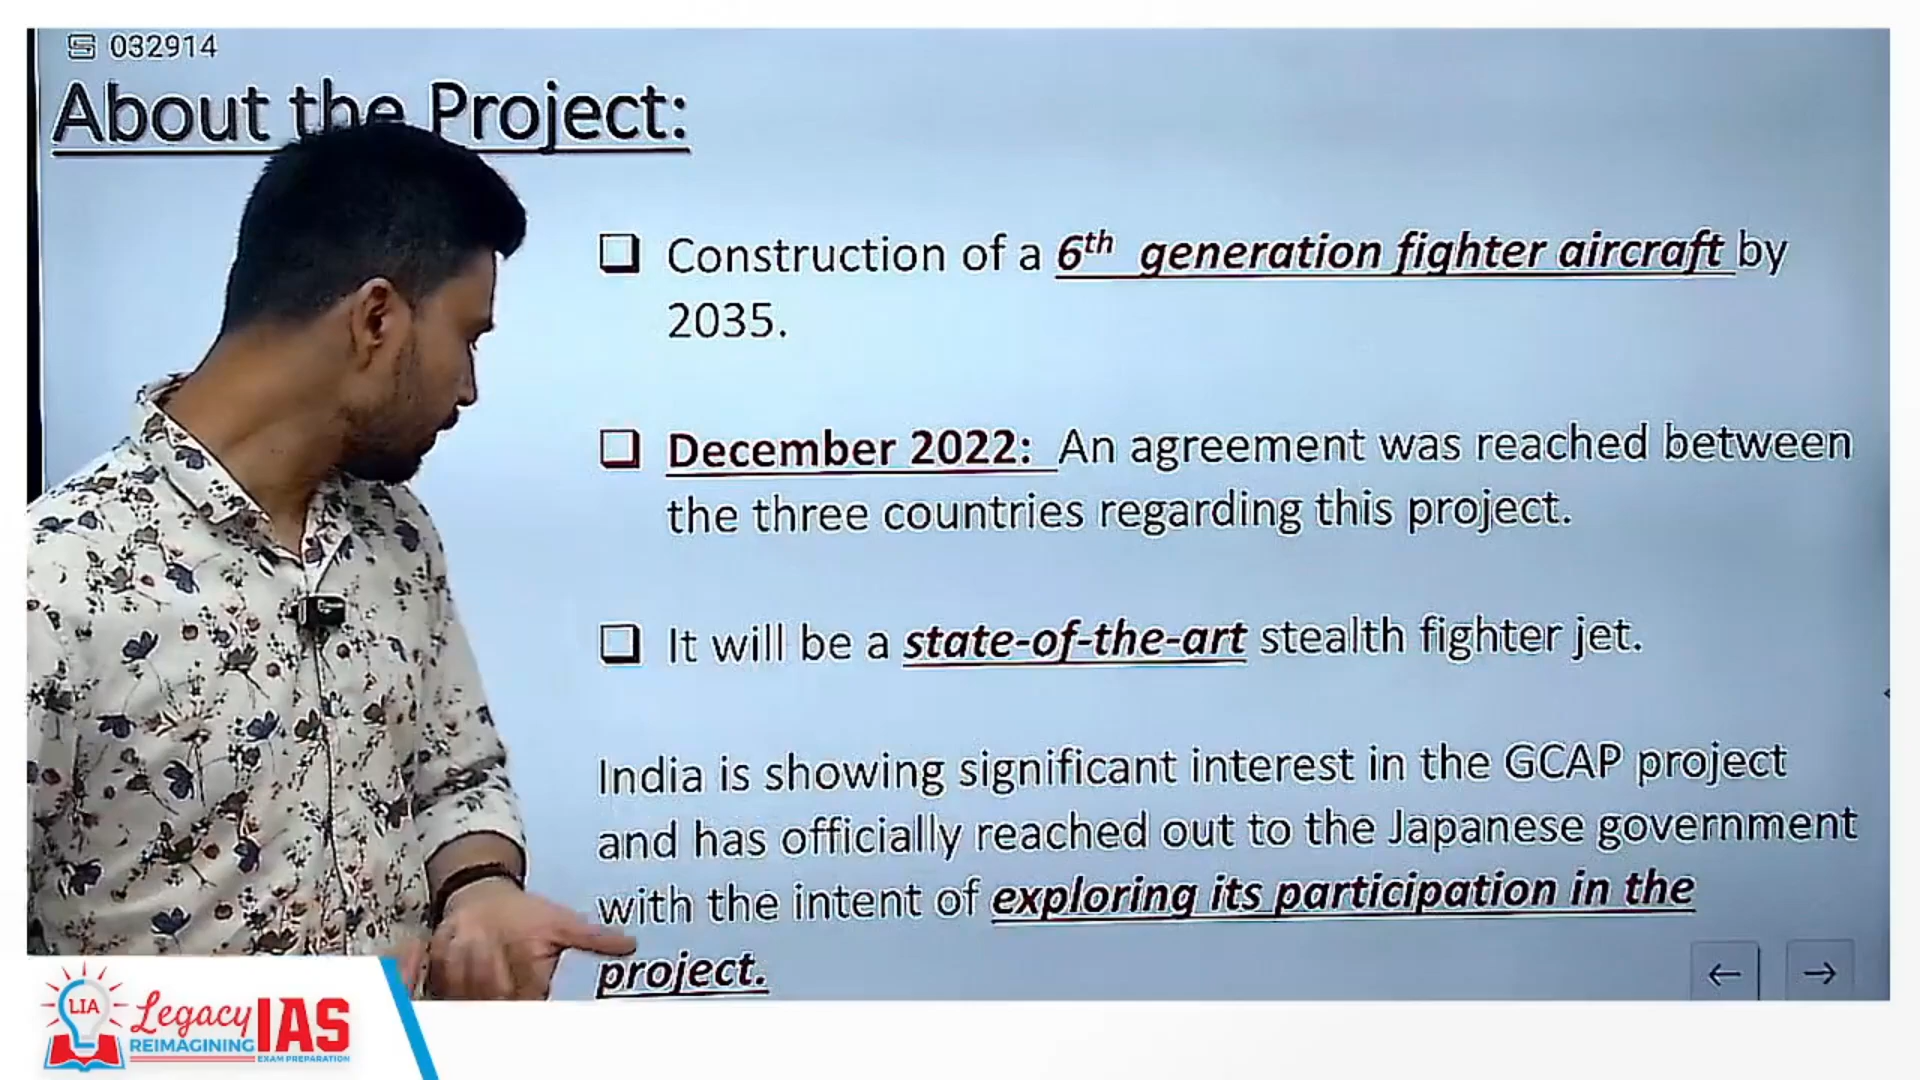 032914
About the Project:
Construction of a 6th generation fighter aircraft by
2035.
December 2022: An agreement was reached between
the three countries regarding this project.
It will be a state-of-the-art stealth fighter jet.
India is showing significant interest in the GCAP project
and has officially reached out to the Japanese government
with the intent of exploring its participation in the
project.
LIA
Legacy IAS
REIMAGINING
EXAM PREPARATION